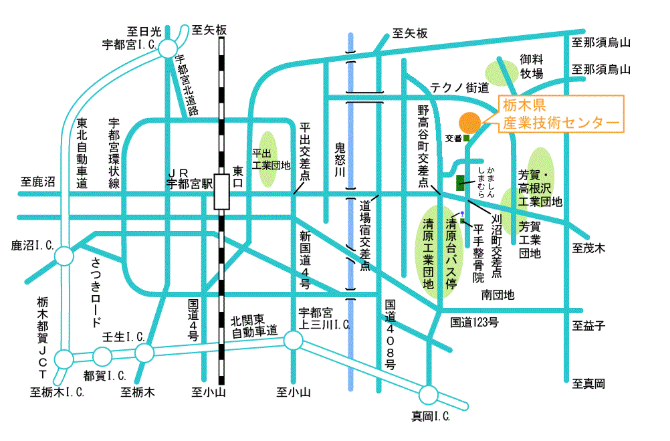 至日光
宇都宮I.C.
至矢板
至矢板
至那須烏山
至那須烏山
御料
牧場
テクノ街道
栃木県
産業技術センター
交番
宇都宮北道路
東北自動車道
宇都宮環状線
平出
工業団地
平出交差点
鬼怒川
野高谷町交差点
かましん
しまむら
芳賀・
高根沢
工業団地
JR
宇都宮駅
東口
至鹿沼
道場宿交差点
清原工業団地
清原台バス停
平手整骨院
刈沼町交差点
芳賀
工業
団地
至茂木
鹿沼I.C.
さつきロード
新国道4号
南団地
栃木都賀JCT
壬生I.C.
都賀I.C.
国道4号
北関東
自動車道
宇都宮
上三川I.C.
国道408号
国道123号
至益子
至栃木I.C.
至栃木
至小山
至小山
真岡I.C.
至真岡